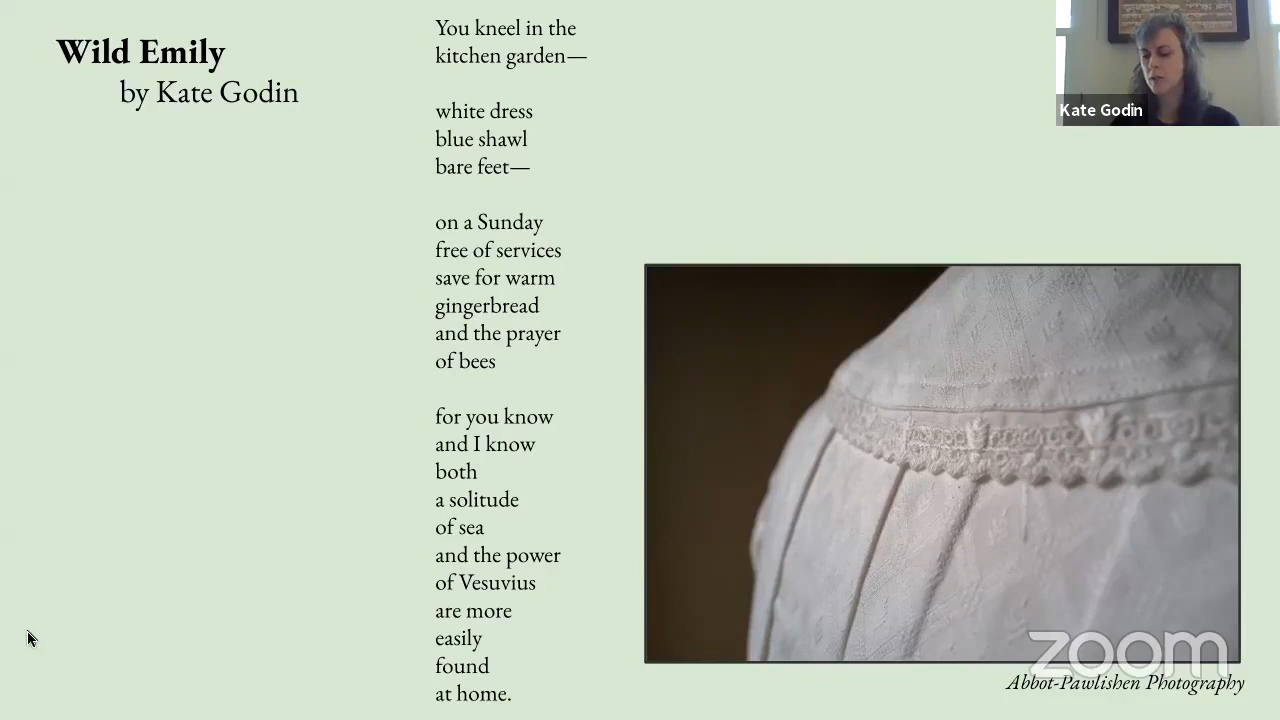 Wild Emily
by Kate Godin
You kneel in the
kitchen garden—
white dress
blue shawl
bare feet—
on a Sunday
free of services
save for warm
gingerbread
and the prayer
of bees
for you know
and I know
both
a solitude
of sea
and the power
of Vesuvius
are more
easily
found
at home.
Kate Godin
zoom
Abbot-Pawlishen Photography